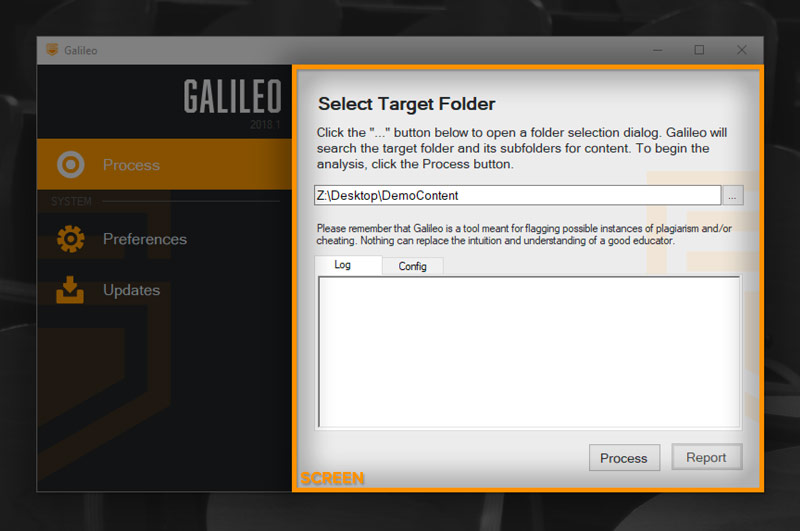 Galileo
GALILEO
2018.1
Process
SYSTEM
Preferences
Updates
Select Target Folder
Click the "..." button below to open a folder selection dialog. Galileo will
search the target folder and its subfolders for content. To begin the
analysis, click the Process button.
Z:\Desktop\DemoContent
...
Please remember that Galileo is a tool meant for flagging possible instances of plagiarism and/or
cheating. Nothing can replace the intuition and understanding of a good educator.
Log
Config
Process
Report
SCREEN